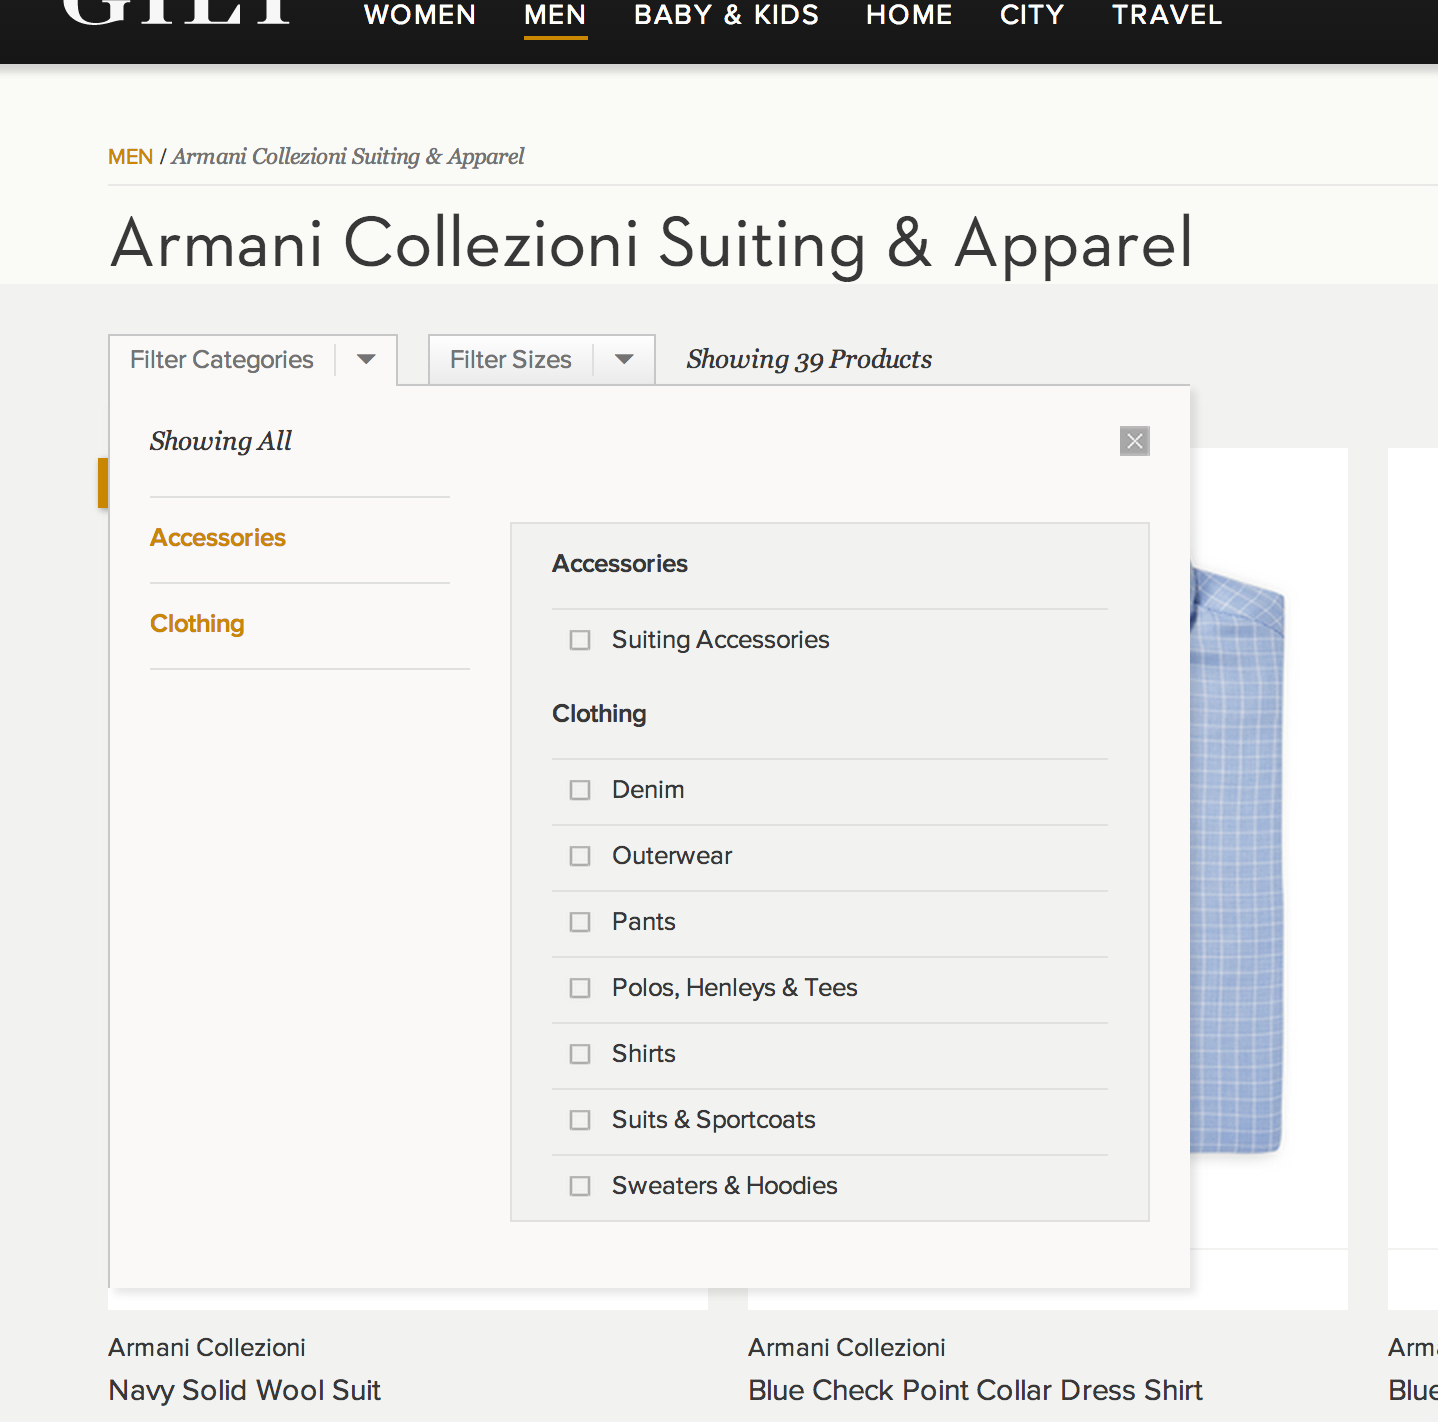 GILT
WOMEN MEN BABY & KIDS HOME CITY TRAVEL
MEN / Armani Collezioni Suiting & Apparel
Armani Collezioni Suiting & Apparel
Filter Categories Filter Sizes Showing 39 Products
Showing All
Accessories
Clothing
Accessories
Suiting Accessories
Clothing
Denim
Outerwear
Pants
Polos, Henleys & Tees
Shirts
Suits & Sportcoats
Sweaters & Hoodies
Armani Collezioni
Navy Solid Wool Suit
Armani Collezioni
Blue Check Point Collar Dress Shirt
Arm
Blue